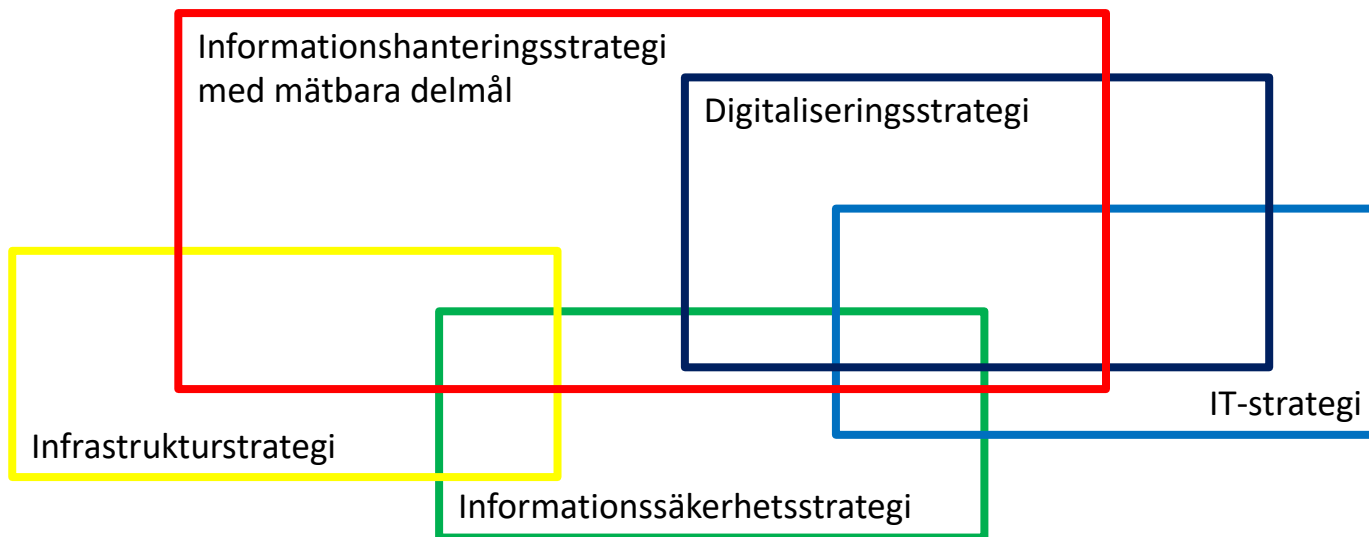 Informationshanteringsstrategi
med mätbara delmål
Digitaliseringsstrategi
IT-strategi
Infrastrukturstrategi
Informationssäkerhetsstrategi